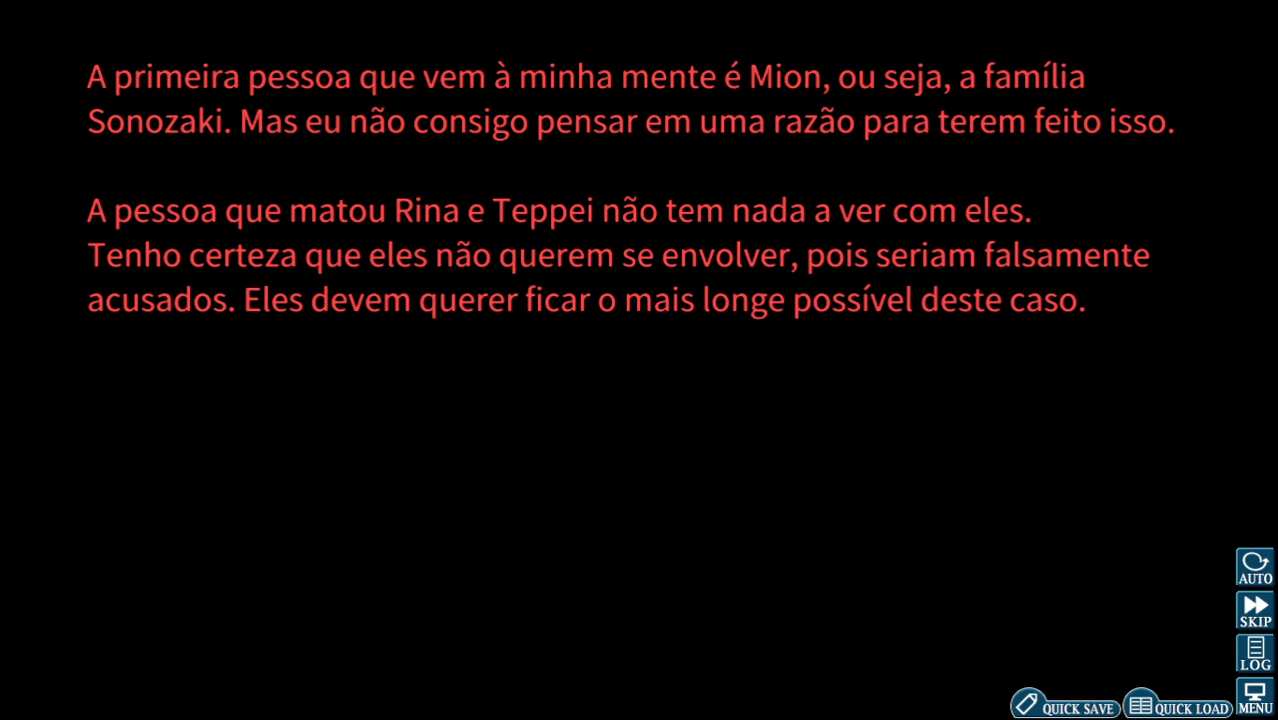 A primeira pessoa que vem à minha mente é Mion, ou seja, a família
Sonozaki. Mas eu não consigo pensar em uma razão para terem feito isso.
A pessoa que matou Rina e Teppei não tem nada a ver com eles.
Tenho certeza que eles não querem se envolver, pois seriam falsamente
acusados. Eles devem querer ficar o mais longe possível deste caso.
AUTO
SKIP
LOG
QUICK SAVE
QUICK LOAD
MENU